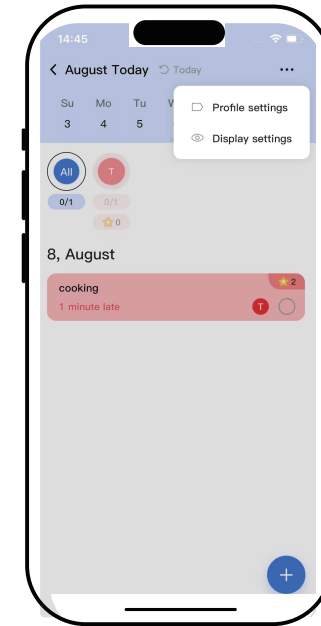 14:45
August Today Today
Su Mo Tu
3 4 5
Profile settings
Display settings
All T
0/1 0/1
0
8, August
cooking 2
1 minute late T